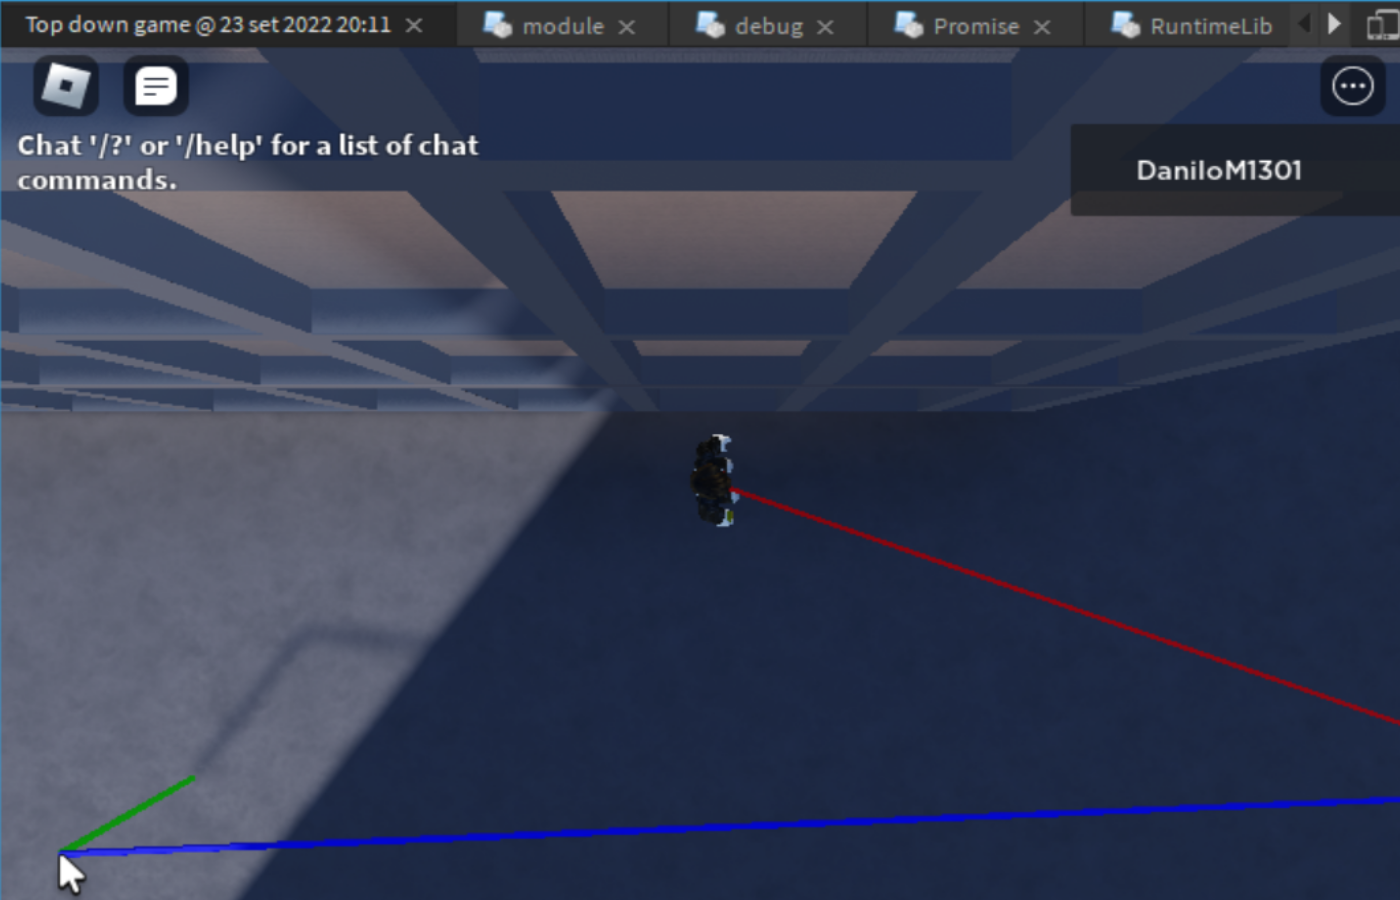 Top down game @ 23 set 2022 20:11
module
debug
Promise
RuntimeLib
Chat '/?' or '/help' for a list of chat
commands.
DaniloM1301